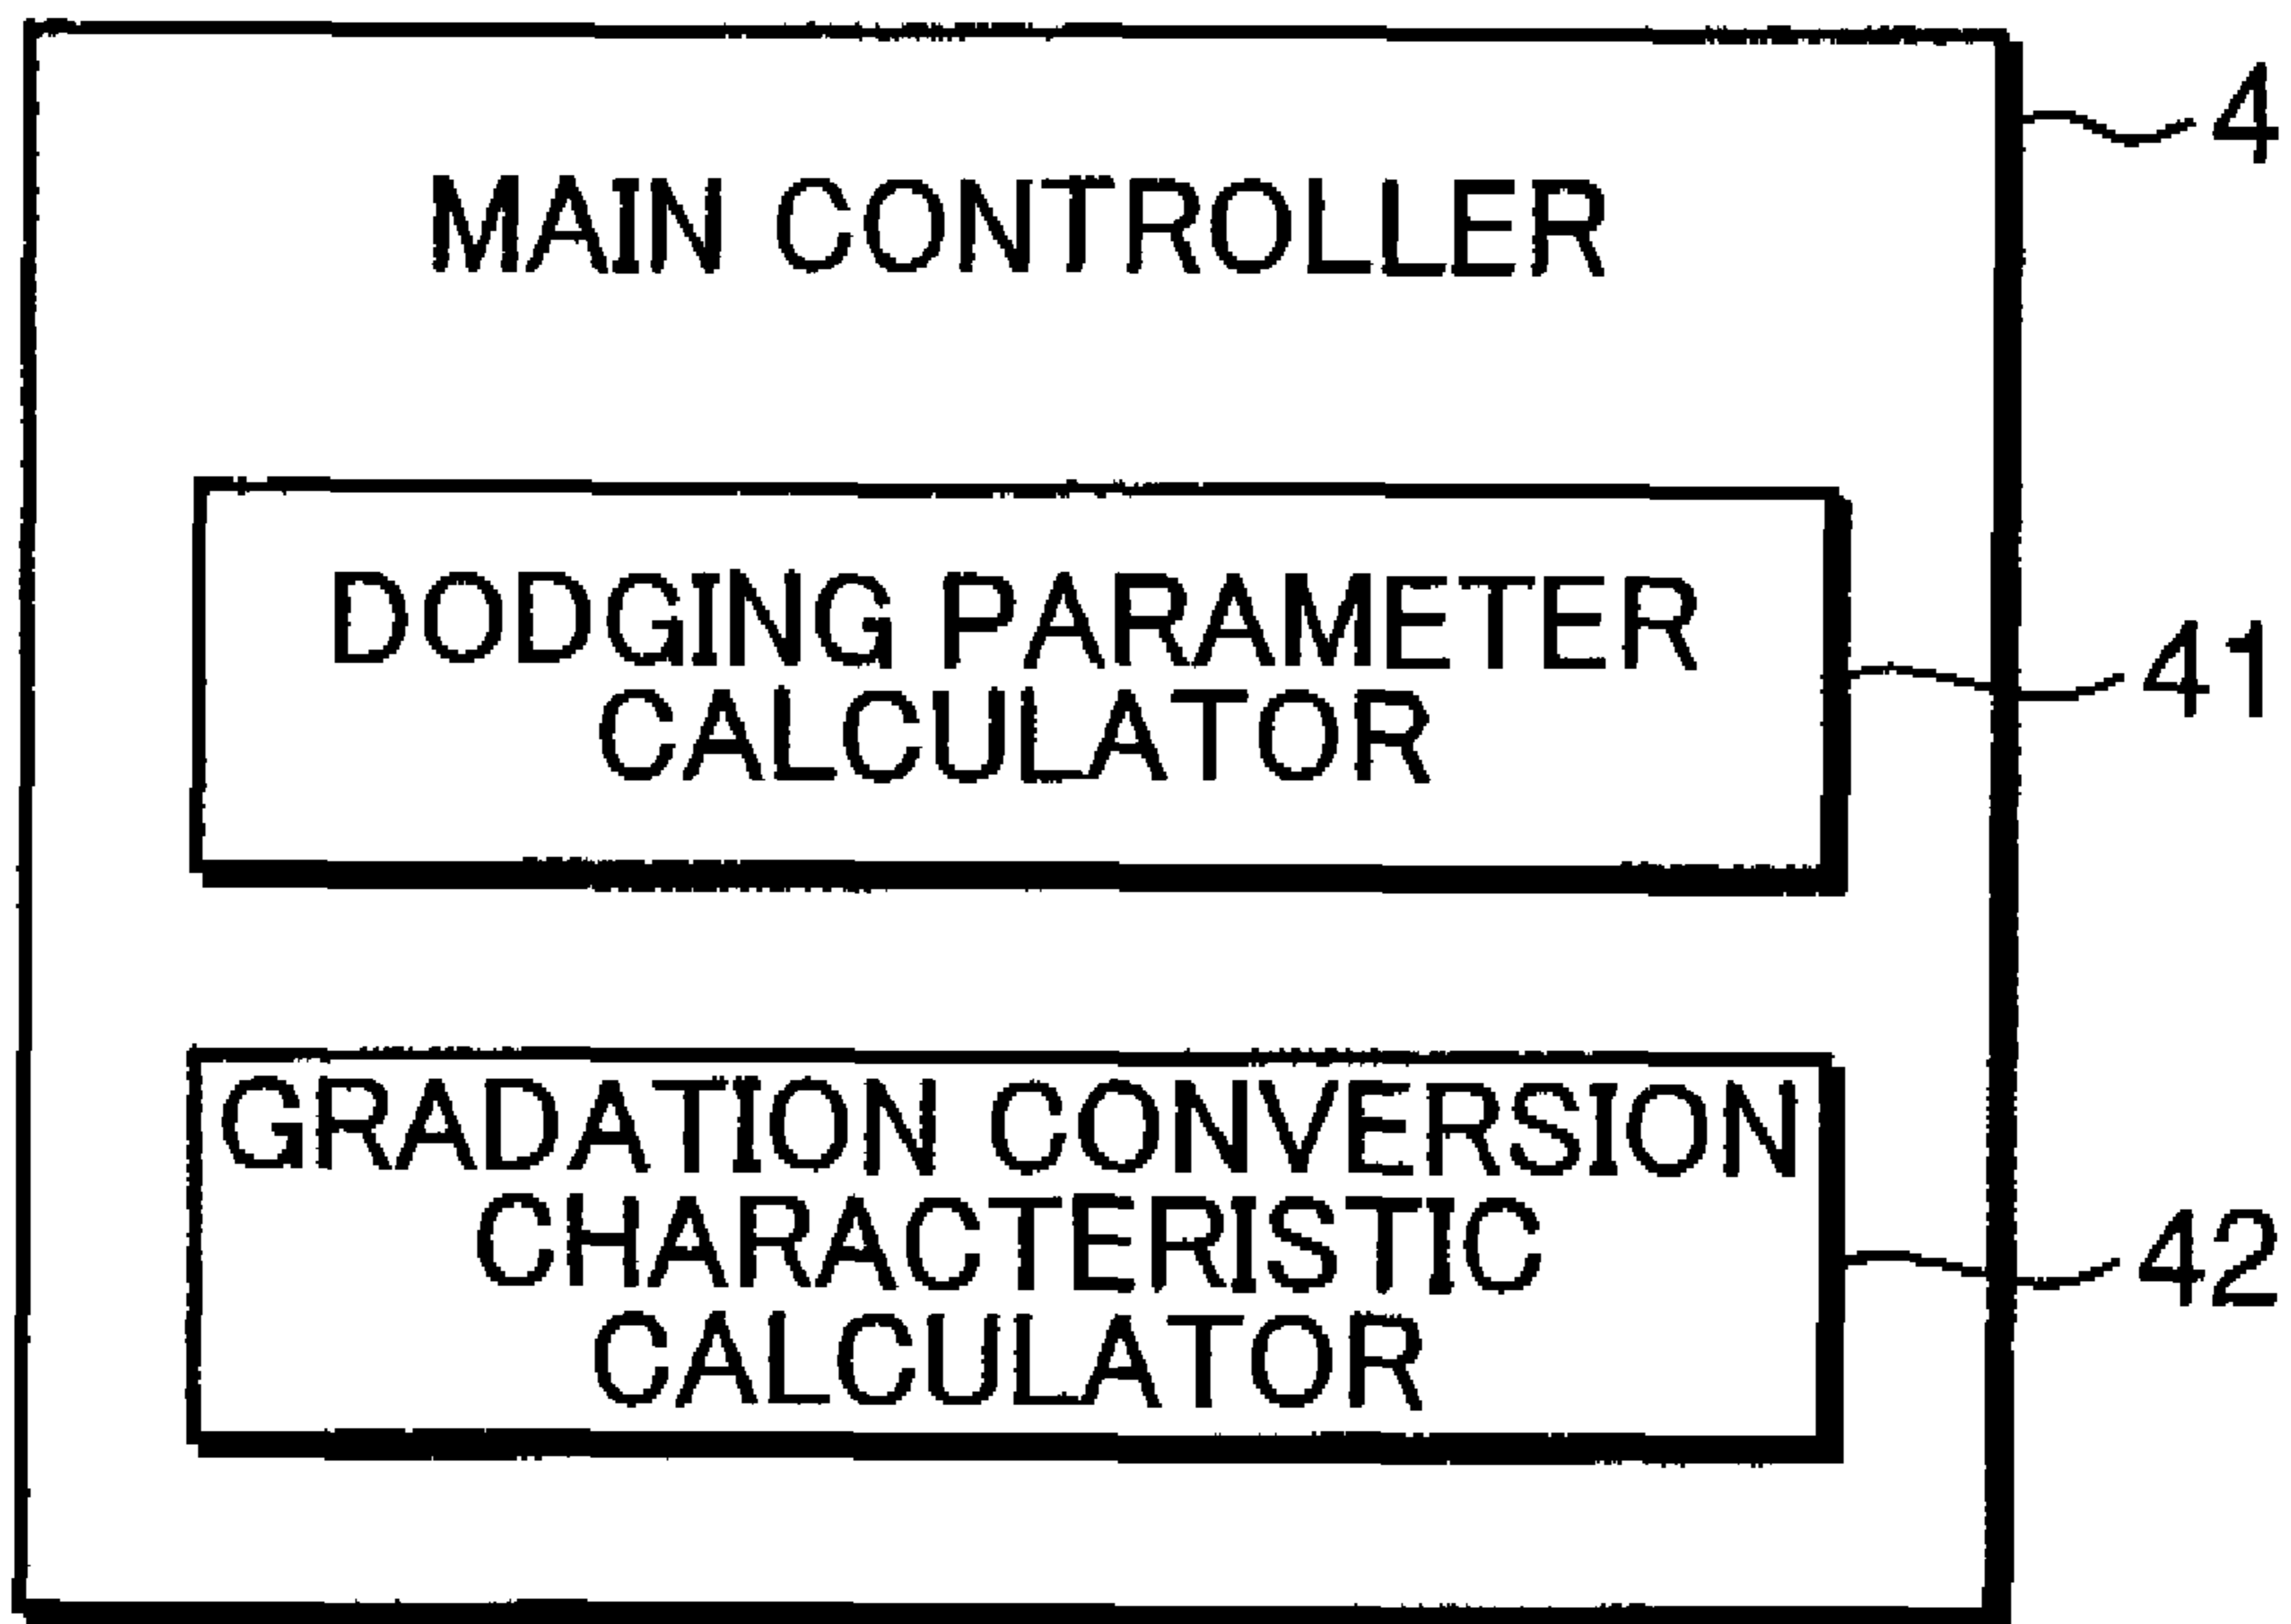 4
MAIN CONTROLLER
DODGING PARAMETER
CALCULATOR
41
GRADATION CONVERSION
CHARACTERISTIC
CALCULATOR
42